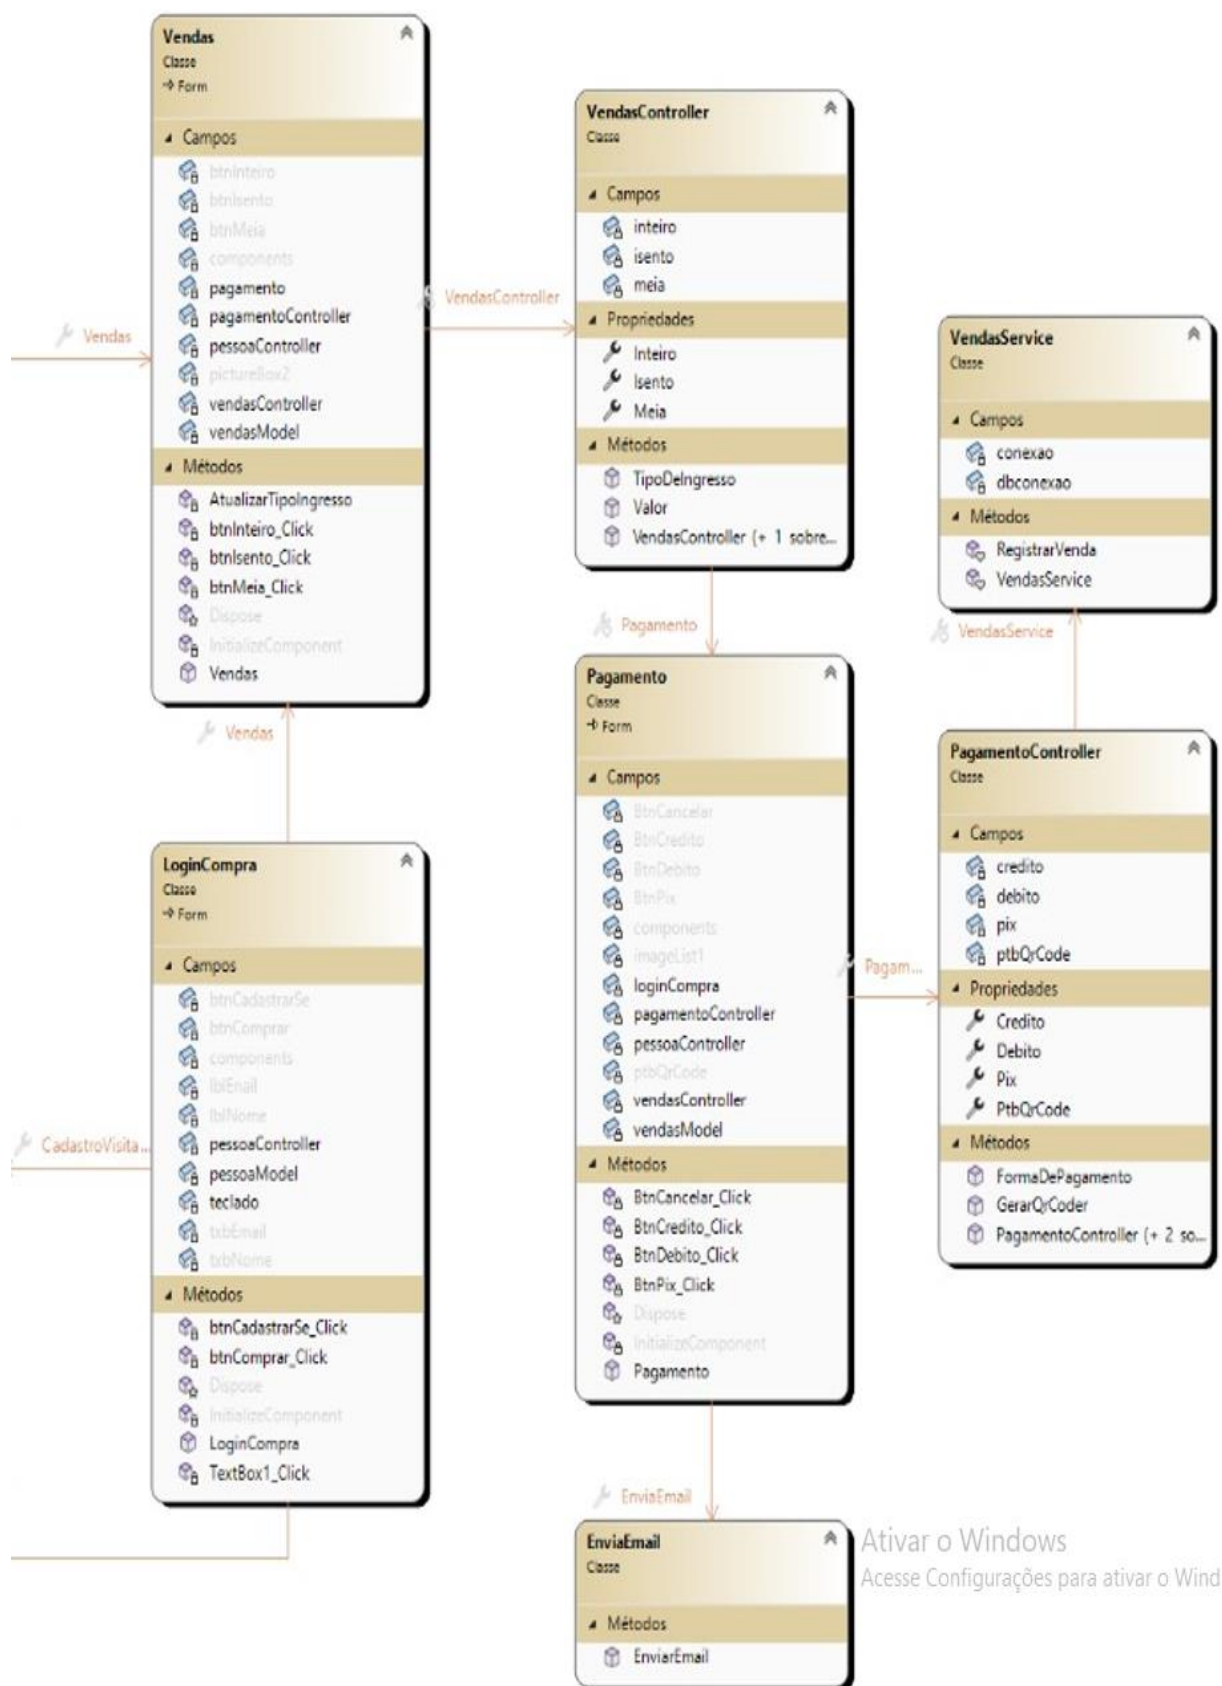 Vendas
Classe
Form
Campos
btnInteiro
btnIsento
btnMeia
components
pagamento
pagamentoController
pessoaController
pictureBox2
vendasController
vendasModel
Métodos
AtualizarTipoIngresso
btnInteiro_Click
btnIsento_Click
btnMeia_Click
Dispose
InitializeComponent
Vendas
Vendas
Vendas
LoginCompra
Classe
Form
Campos
btnCadastrarSe
btnComprar
components
lblEnail
lblNome
pessoaController
pessoaModel
teclado
txbEmail
txbNome
Métodos
btnCadastrarSe_Click
btnComprar_Click
Dispose
InitializeComponent
LoginCompra
TextBox1_Click
CadastroVisita...
VendasController
VendasController
Classe
Campos
inteiro
isento
meia
Propriedades
Inteiro
Isento
Meia
Métodos
TipoDeIngresso
Valor
VendasController (+ 1 sobre...
Pagamento
Pagamento
Classe
Form
Campos
BtnCancelar
BtnCredito
BtnDebito
BtnPix
components
imageList1
loginCompra
pagamentoController
pessoaController
ptbQrCode
vendasController
vendasModel
Métodos
BtnCancelar_Click
BtnCredito_Click
BtnDebito_Click
BtnPix_Click
Dispose
InitializeComponent
Pagamento
EnviaEmail
EnviaEmail
Classe
Métodos
EnviarEmail
Pagam...
VendasService
Classe
Campos
conexao
dbconexao
Métodos
RegistrarVenda
VendasService
VendasService
PagamentoController
Classe
Campos
credito
debito
pix
ptbQrCode
Propriedades
Credito
Debito
Pix
PtbQrCode
Métodos
FormaDePagamento
GerarQrCoder
PagamentoController (+ 2 so...
Ativar o Windows
Acesse Configurações para ativar o Wind